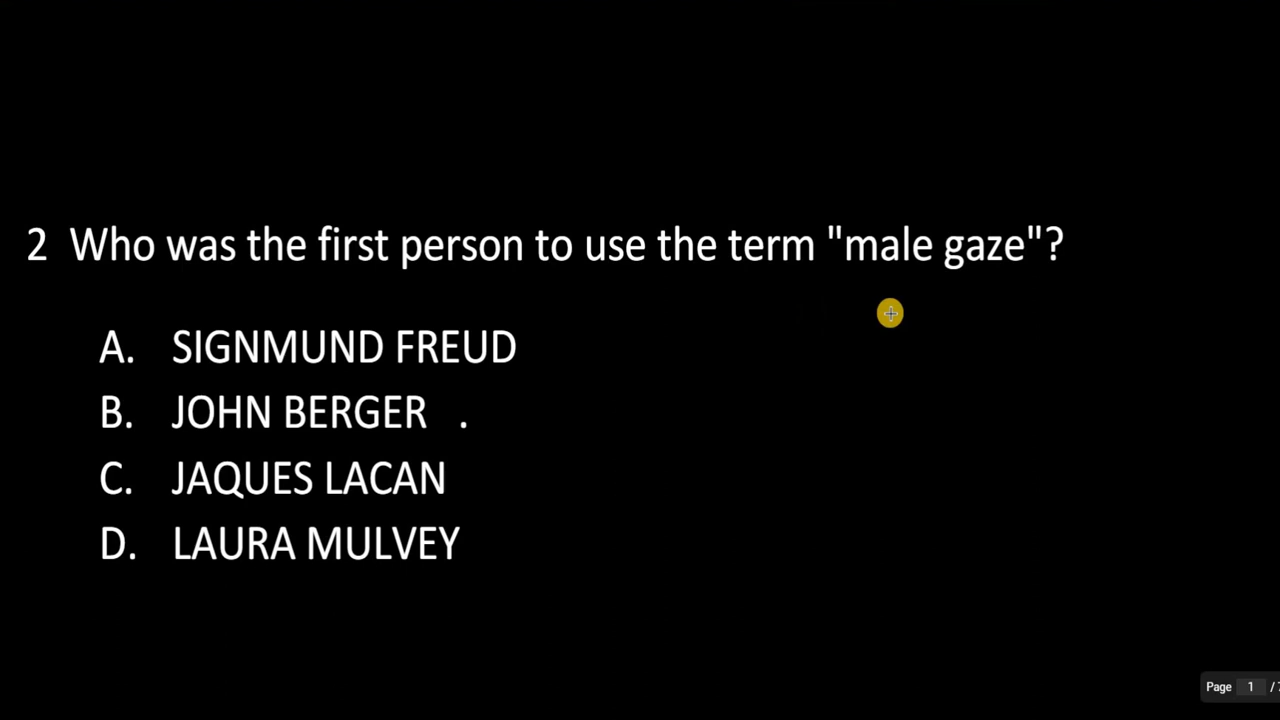 2 Who was the first person to use the term "male gaze"?
A. SIGNMUND FREUD
B. JOHN BERGER .
C. JAQUES LACAN
D. LAURA MULVEY
Page 1 /